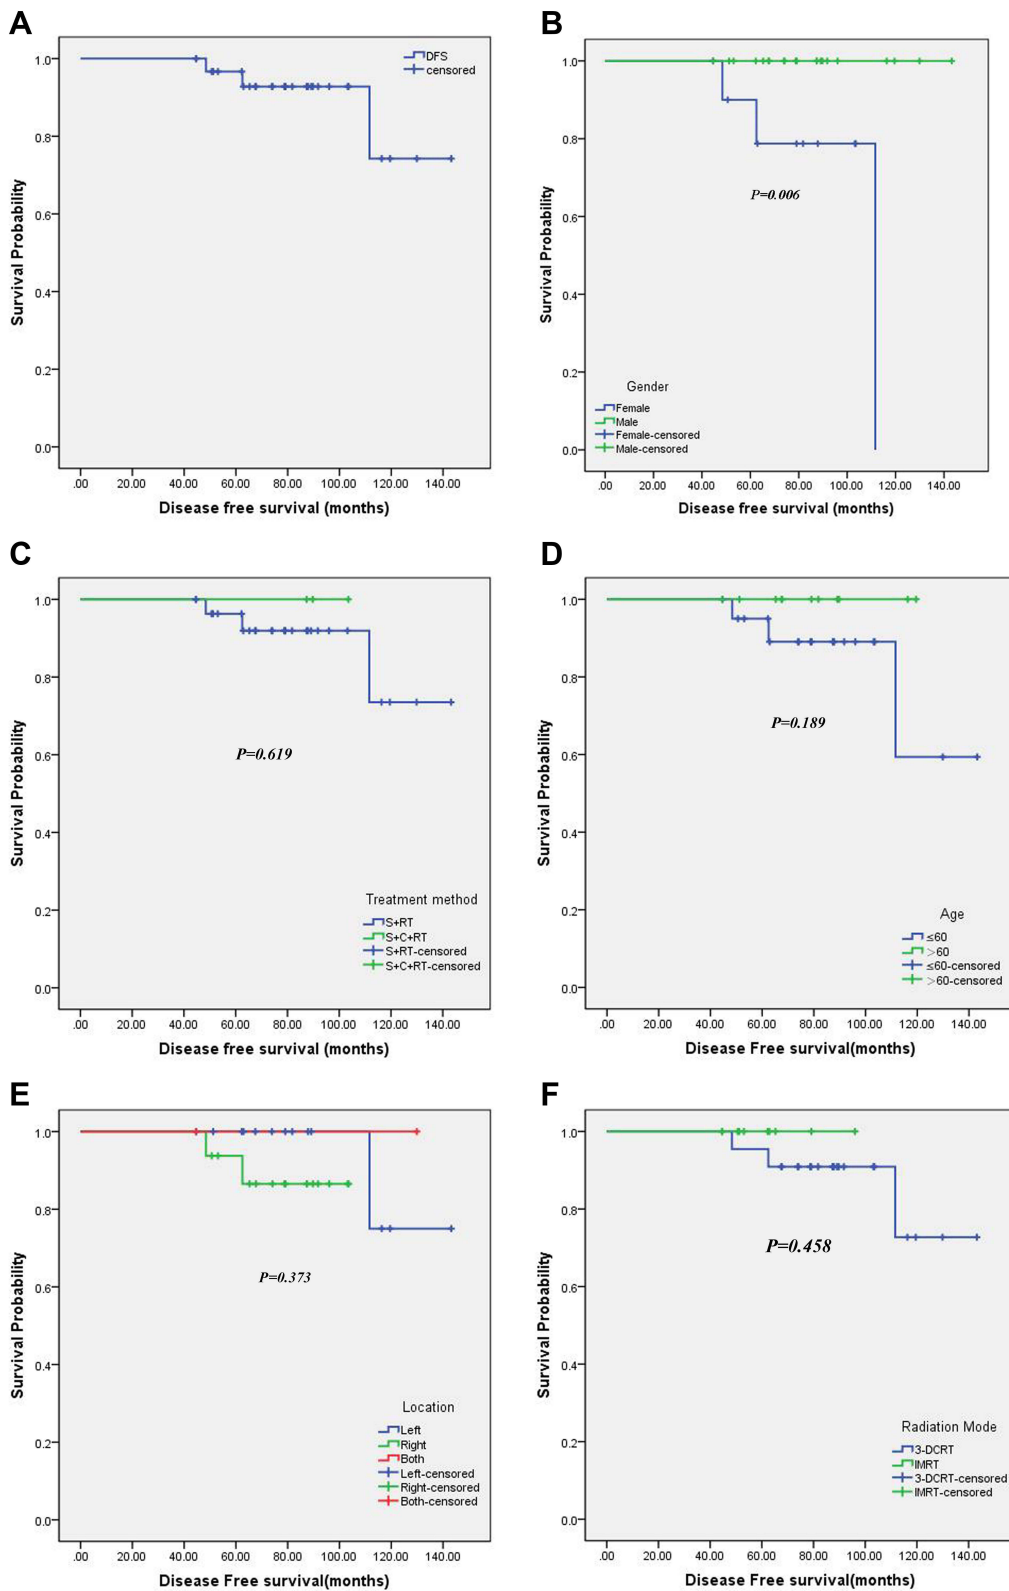 A
1.0
0.8
0.6
0.4
0.2
0.0
Survival Probability
DFS
censored
.00 20.00 40.00 60.00 80.00 100.00 120.00 140.00
Disease free survival (months)
B
1.0
0.8
0.6
0.4
0.2
0.0
Survival Probability
P=0.006
Gender
Female
Male
Female-censored
Male-censored
.00 20.00 40.00 60.00 80.00 100.00 120.00 140.00
Disease free survival (months)
C
1.0
0.8
0.6
0.4
0.2
0.0
Survival Probability
P=0.619
Treatment method
S+RT
S+C+RT
S+RT-censored
S+C+RT-censored
.00 20.00 40.00 60.00 80.00 100.00 120.00 140.00
Disease free survival (months)
D
1.0
0.8
0.6
0.4
0.2
0.0
Survival Probability
P=0.189
Age
≤60
>60
≤60-censored
>60-censored
.00 20.00 40.00 60.00 80.00 100.00 120.00 140.00
Disease Free survival(months)
E
1.0
0.8
0.6
0.4
0.2
0.0
Survival Probability
P=0.373
Location
Left
Right
Both
Left-censored
Right-censored
Both-censored
.00 20.00 40.00 60.00 80.00 100.00 120.00 140.00
Disease Free survival(months)
F
1.0
0.8
0.6
0.4
0.2
0.0
Survival Probability
P=0.458
Radiation Mode
3-DCRT
IMRT
3-DCRT-censored
IMRT-censored
.00 20.00 40.00 60.00 80.00 100.00 120.00 140.00
Disease Free survival(months)